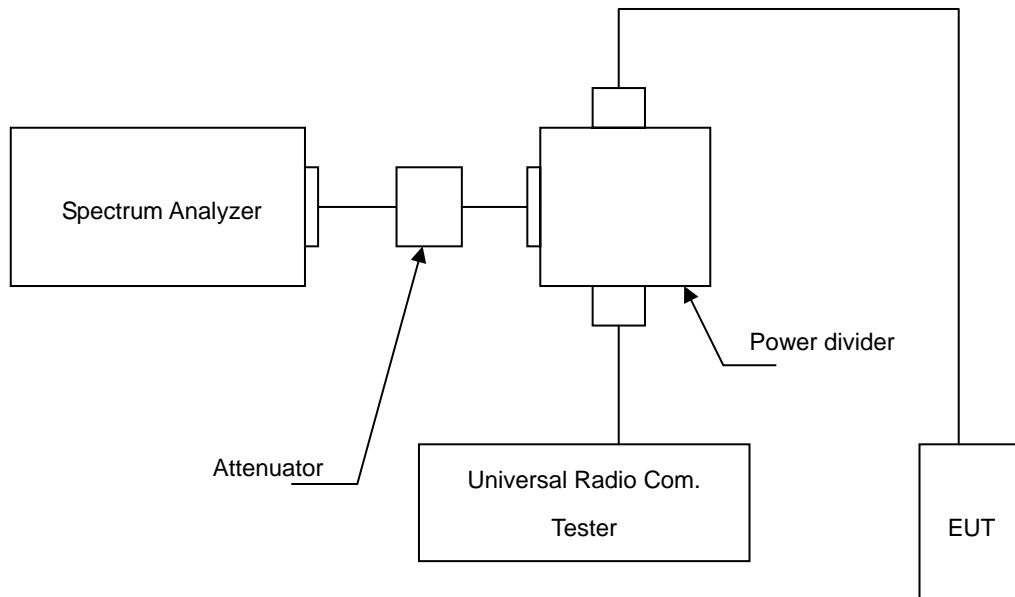 Spectrum Analyzer
Power divider
Attenuator
Universal Radio Com.
Tester
EUT